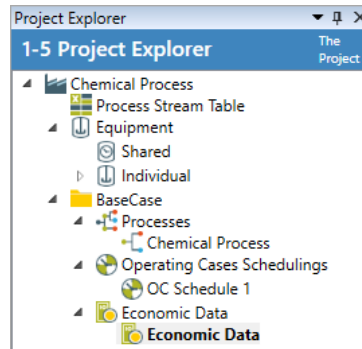 Project Explorer
1-5 Project Explorer
The
Project
Chemical Process
Process Stream Table
Equipment
Shared
Individual
BaseCase
Processes
Chemical Process
Operating Cases Schedulings
OC Schedule 1
Economic Data
Economic Data